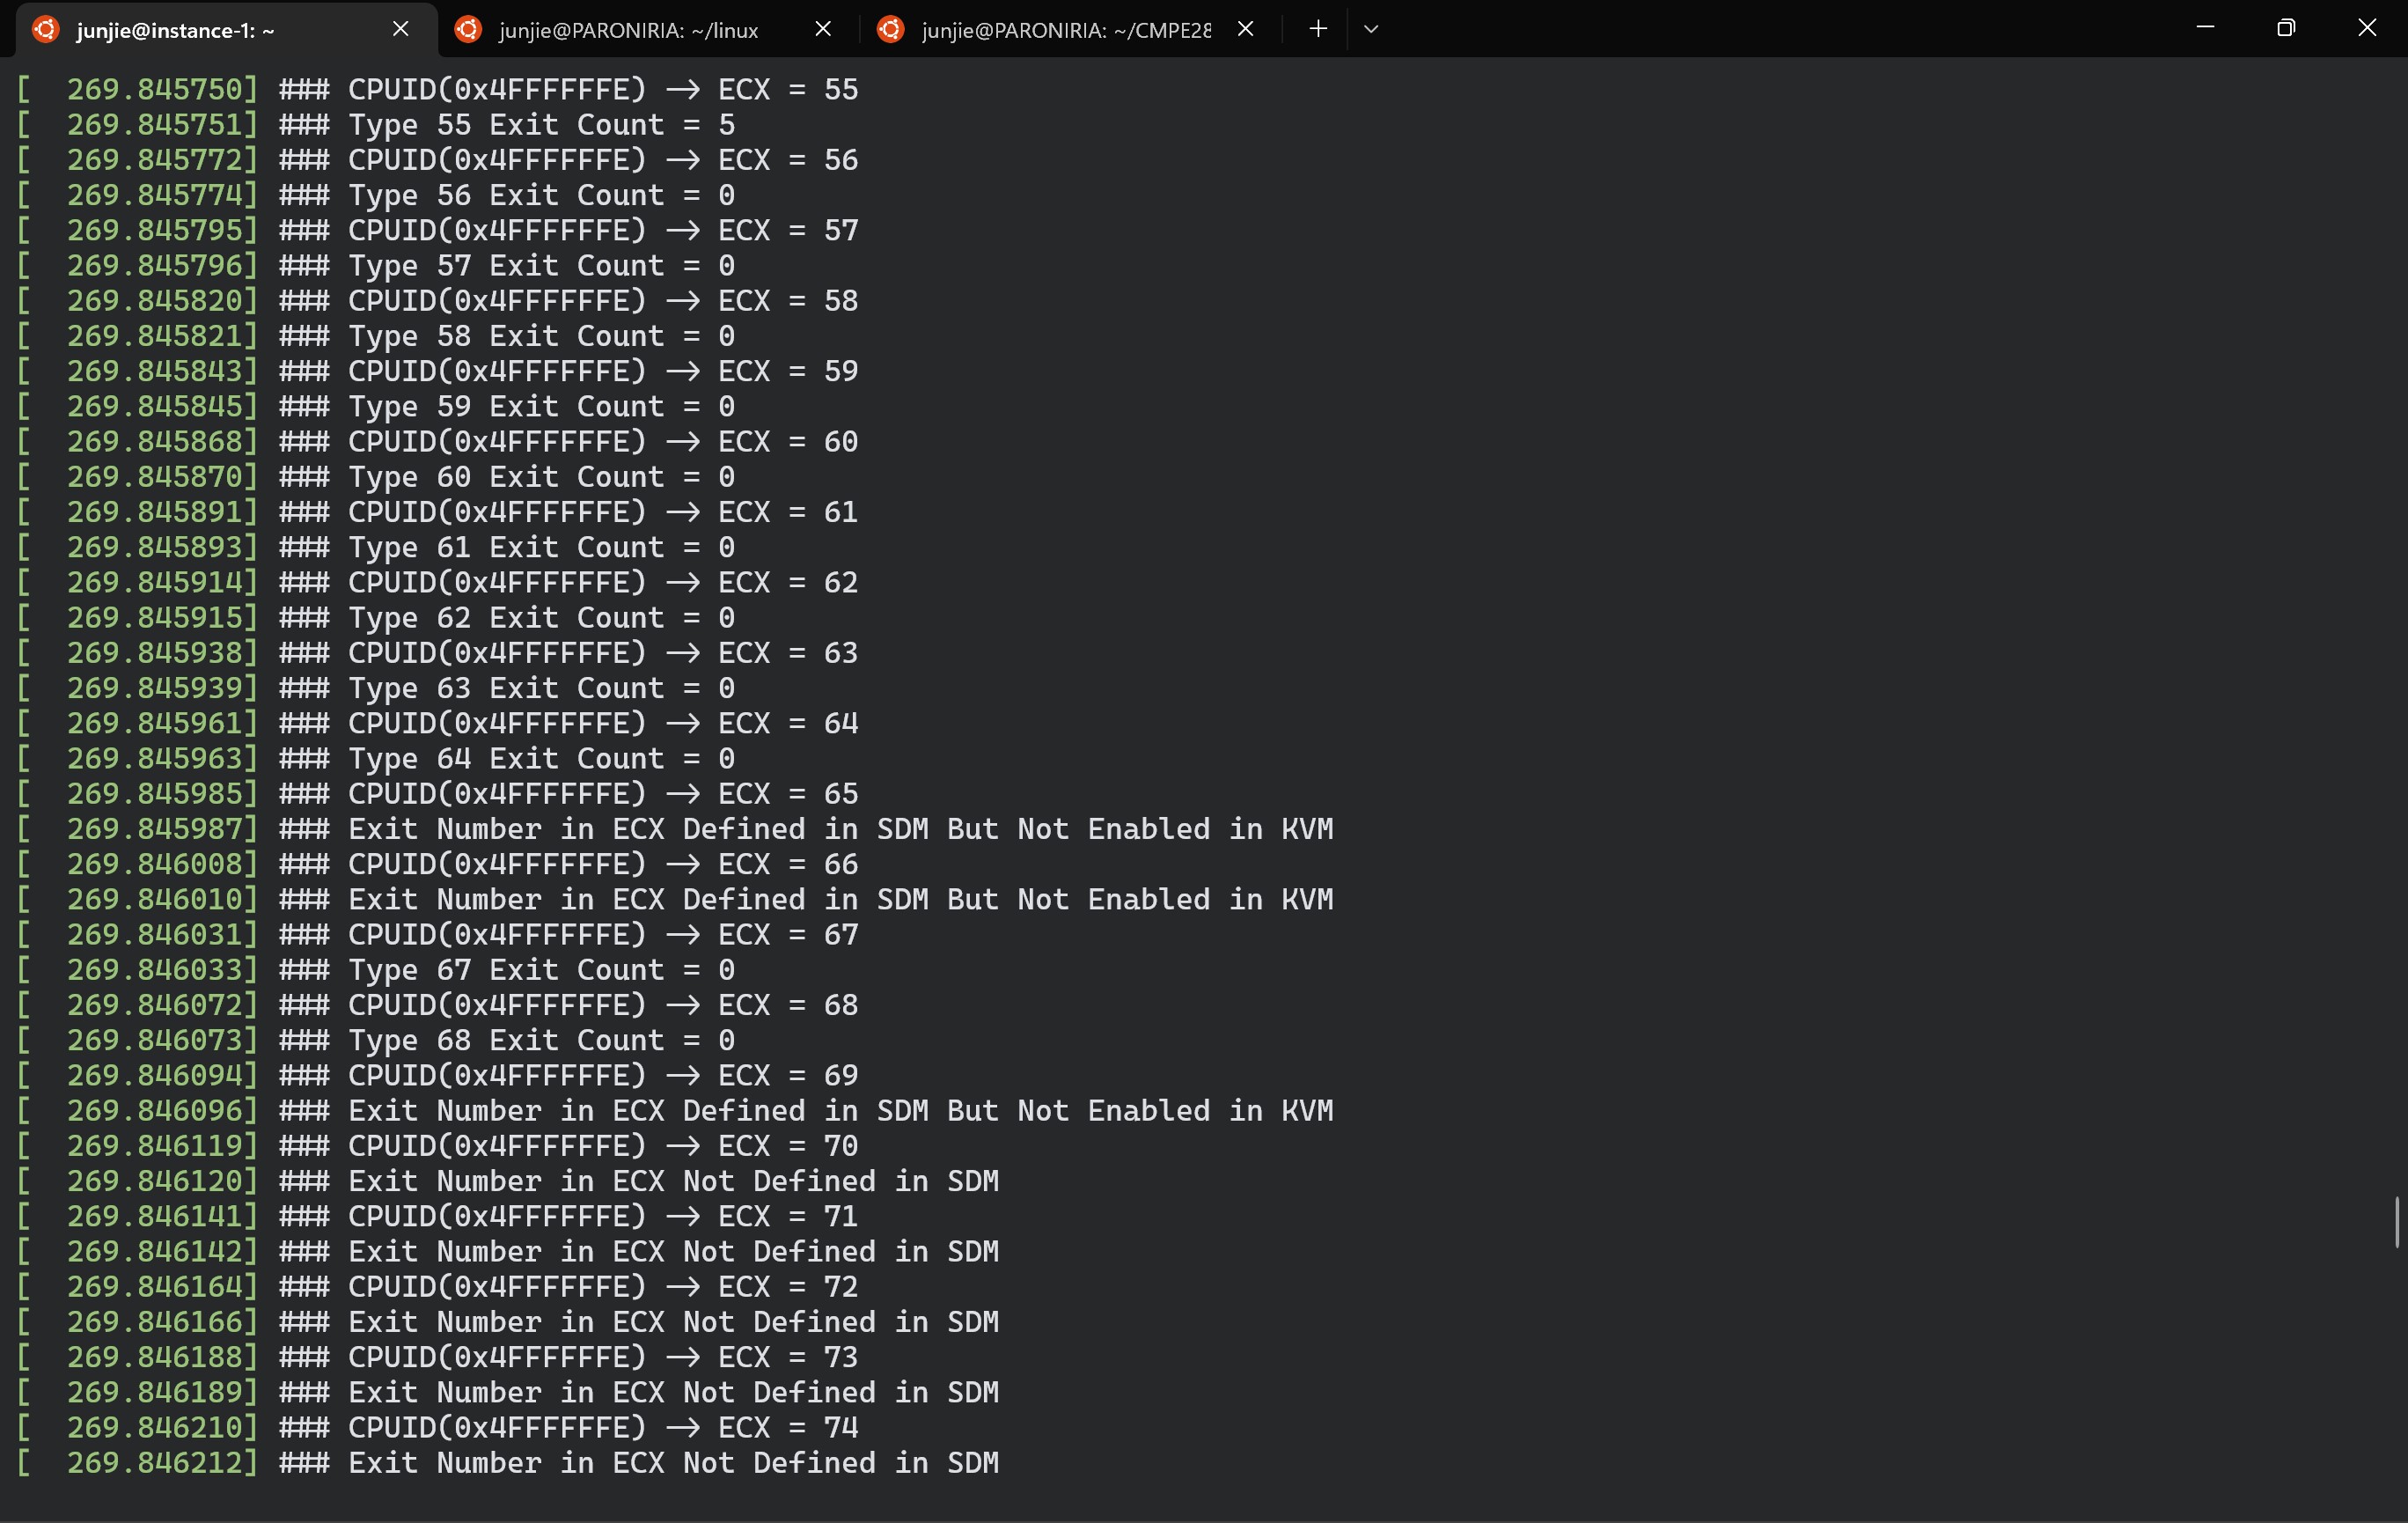 junjie@instance-1: ~
junjie@PARONIRIA: ~/linux
junjie@PARONIRIA: ~/CMPE28
[  269.845750] ### CPUID(0x4FFFFFFE) --> ECX = 55
[  269.845751] ### Type 55 Exit Count = 5
[  269.845772] ### CPUID(0x4FFFFFFE) --> ECX = 56
[  269.845774] ### Type 56 Exit Count = 0
[  269.845795] ### CPUID(0x4FFFFFFE) --> ECX = 57
[  269.845796] ### Type 57 Exit Count = 0
[  269.845820] ### CPUID(0x4FFFFFFE) --> ECX = 58
[  269.845821] ### Type 58 Exit Count = 0
[  269.845843] ### CPUID(0x4FFFFFFE) --> ECX = 59
[  269.845845] ### Type 59 Exit Count = 0
[  269.845868] ### CPUID(0x4FFFFFFE) --> ECX = 60
[  269.845870] ### Type 60 Exit Count = 0
[  269.845891] ### CPUID(0x4FFFFFFE) --> ECX = 61
[  269.845893] ### Type 61 Exit Count = 0
[  269.845914] ### CPUID(0x4FFFFFFE) --> ECX = 62
[  269.845915] ### Type 62 Exit Count = 0
[  269.845938] ### CPUID(0x4FFFFFFE) --> ECX = 63
[  269.845939] ### Type 63 Exit Count = 0
[  269.845961] ### CPUID(0x4FFFFFFE) --> ECX = 64
[  269.845963] ### Type 64 Exit Count = 0
[  269.845985] ### CPUID(0x4FFFFFFE) --> ECX = 65
[  269.845987] ### Exit Number in ECX Defined in SDM But Not Enabled in KVM
[  269.846008] ### CPUID(0x4FFFFFFE) --> ECX = 66
[  269.846010] ### Exit Number in ECX Defined in SDM But Not Enabled in KVM
[  269.846031] ### CPUID(0x4FFFFFFE) --> ECX = 67
[  269.846033] ### Type 67 Exit Count = 0
[  269.846072] ### CPUID(0x4FFFFFFE) --> ECX = 68
[  269.846073] ### Type 68 Exit Count = 0
[  269.846094] ### CPUID(0x4FFFFFFE) --> ECX = 69
[  269.846096] ### Exit Number in ECX Defined in SDM But Not Enabled in KVM
[  269.846119] ### CPUID(0x4FFFFFFE) --> ECX = 70
[  269.846120] ### Exit Number in ECX Not Defined in SDM
[  269.846141] ### CPUID(0x4FFFFFFE) --> ECX = 71
[  269.846142] ### Exit Number in ECX Not Defined in SDM
[  269.846164] ### CPUID(0x4FFFFFFE) --> ECX = 72
[  269.846166] ### Exit Number in ECX Not Defined in SDM
[  269.846188] ### CPUID(0x4FFFFFFE) --> ECX = 73
[  269.846189] ### Exit Number in ECX Not Defined in SDM
[  269.846210] ### CPUID(0x4FFFFFFE) --> ECX = 74
[  269.846212] ### Exit Number in ECX Not Defined in SDM